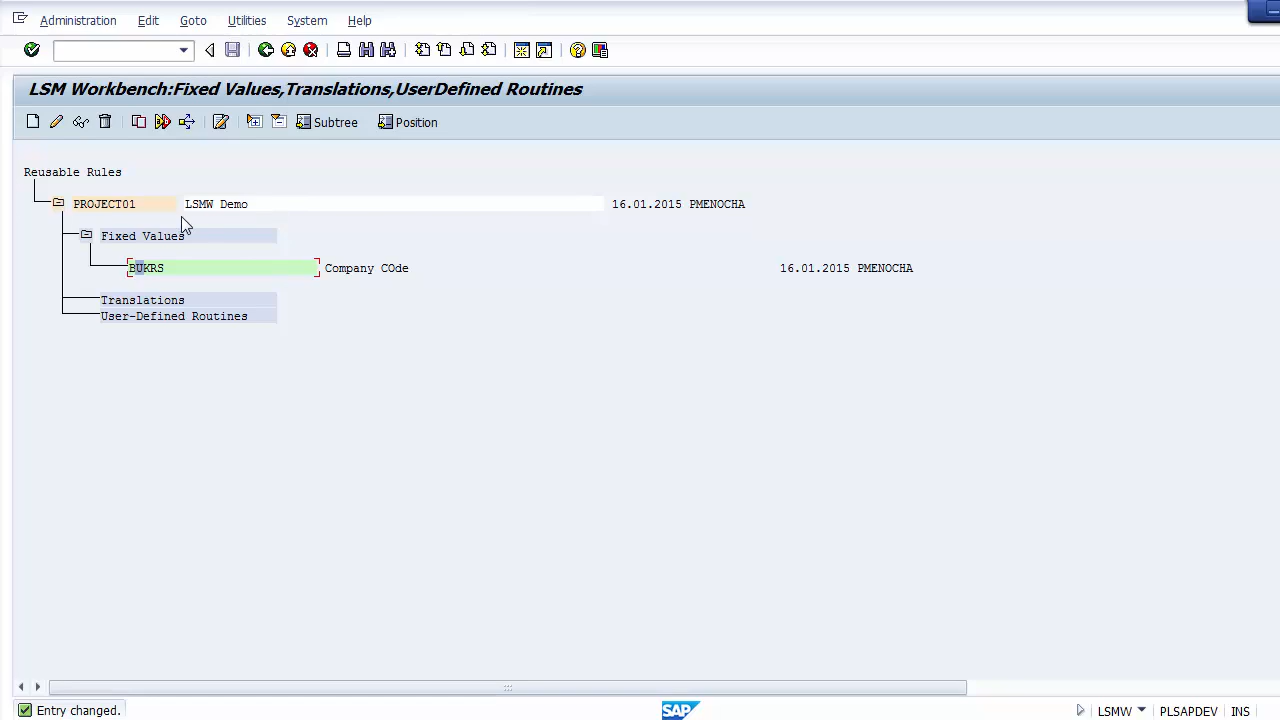 Administration Edit Goto Utilities System Help
LSM Workbench:Fixed Values,Translations,UserDefined Routines
Subtree Position
Reusable Rules
PROJECT01 LSMW Demo 16.01.2015 PMENOCHA
Fixed Values
BUKRS Company COde 16.01.2015 PMENOCHA
Translations
User-Defined Routines
Entry changed. SAP LSMW PLSAPDEV INS